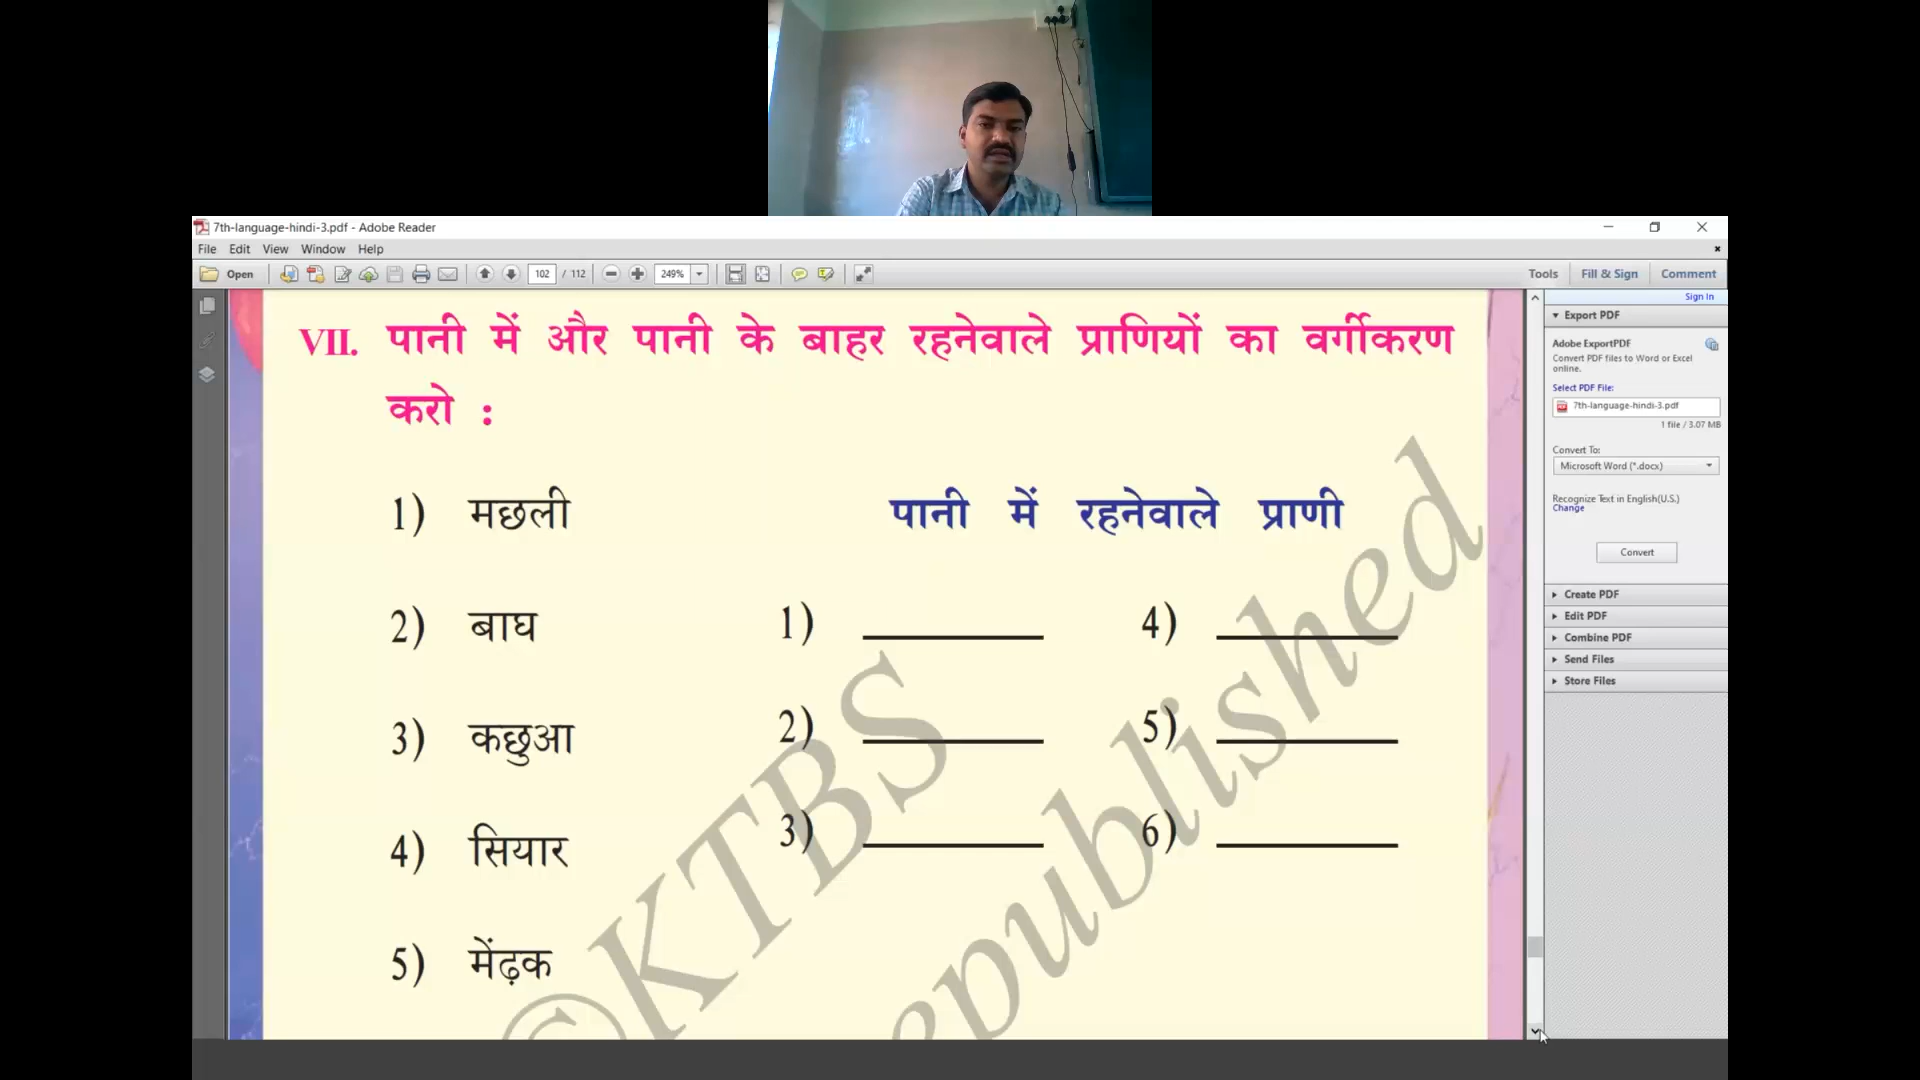 7th-language-hindi-3.pdf - Adobe Reader
File Edit View Window Help
Open 102 / 112 249% Tools Fill & Sign Comment
Sign In
Export PDF
Adobe ExportPDF
Convert PDF files to Word or Excel
online.
Select PDF File:
7th-language-hindi-3.pdf
1 file / 3.07 MB
Convert To:
Microsoft Word (*.docx)
Recognize Text in English(U.S.)
Change
Convert
Create PDF
Edit PDF
Combine PDF
Send Files
Store Files
VII. पानी में और पानी के बाहर रहनेवाले प्राणियों का वर्गीकरण
करो :
1) मछली पानी में रहनेवाले प्राणी
2) बाघ 1) 4)
3) कछुआ 2) 5)
4) सियार 3) 6)
5) मेंढ़क
©KTBS
republished